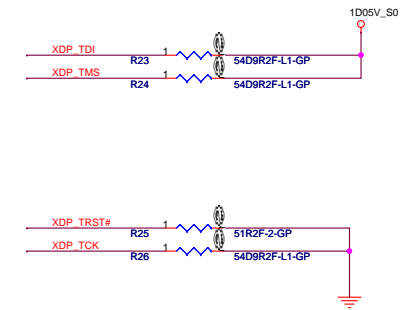 1D05V_S0
XDP_TDI
1
R23
54D9R2F-L1-GP
XDP_TMS
1
R24
54D9R2F-L1-GP
XDP_TRST#
1
R25
51R2F-2-GP
XDP_TCK
1
R26
54D9R2F-L1-GP